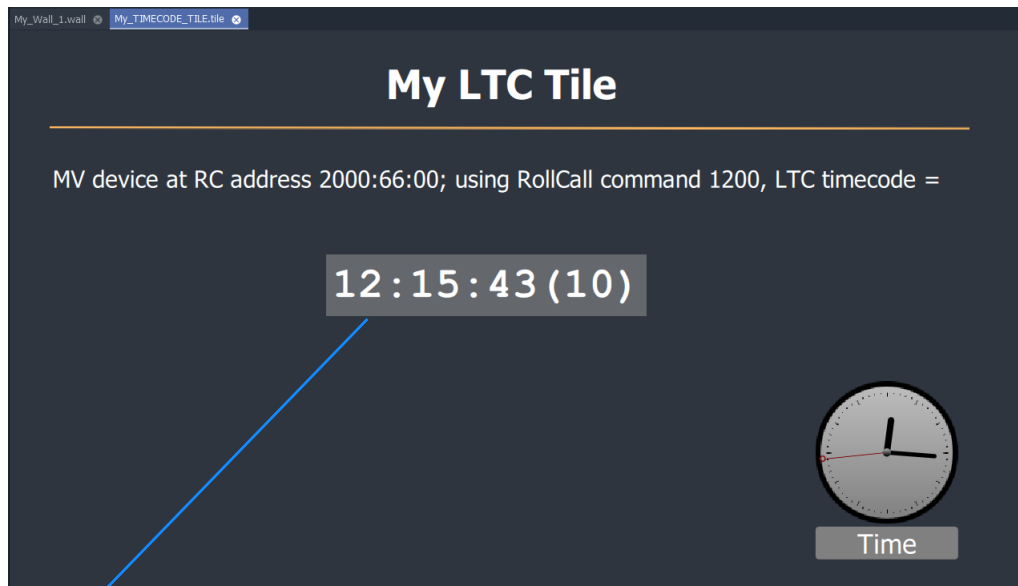 My_Wall_1.wall
My_TIMECODE_TILE.tile
My LTC Tile
MV device at RC address 2000:66:00; using RollCall command 1200, LTC timecode =
12:15:43(10)
Time